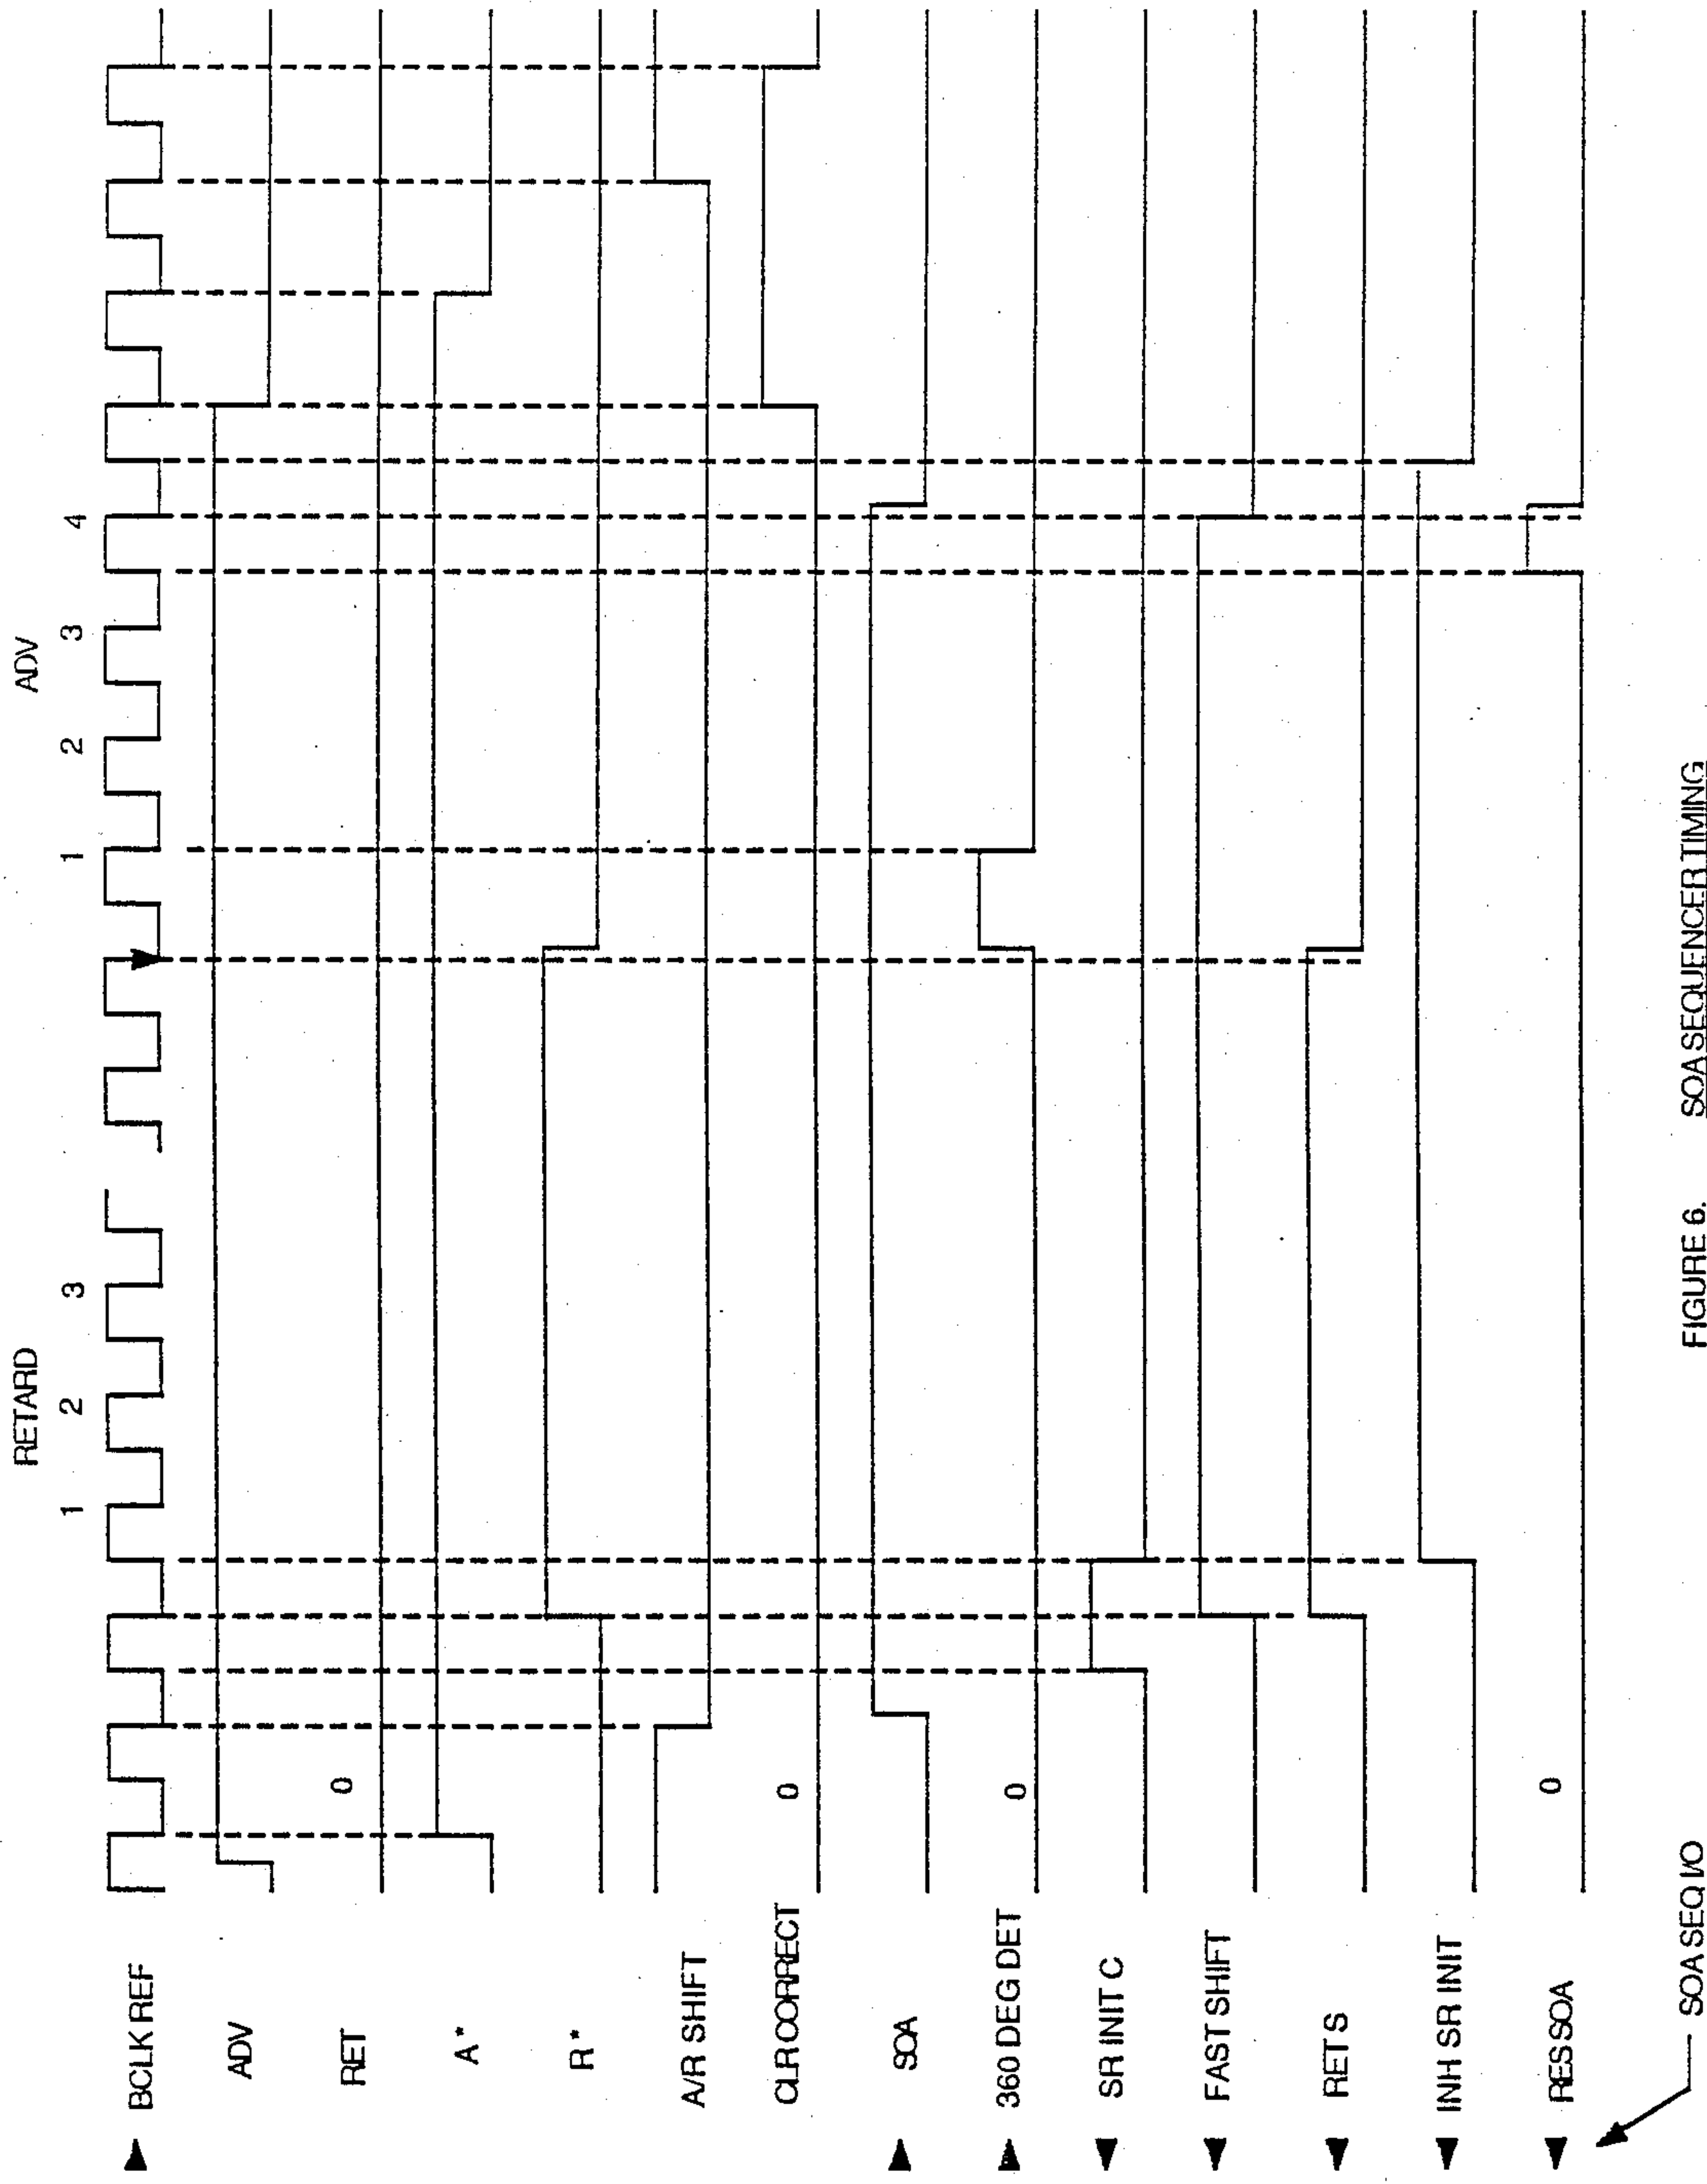 RETARD ADV
1 2 3 1 2 3 4
BCLK REF
ADV
RET 0
A*
R*
A/R SHIFT
CLR CORRECT 0
SOA
360 DEG DET 0
SR INIT C
FAST SHIFT
RET S
INH SR INIT
RES SOA 0
SOA SEQ I/O
FIGURE 6. SOA SEQUENCER TIMING